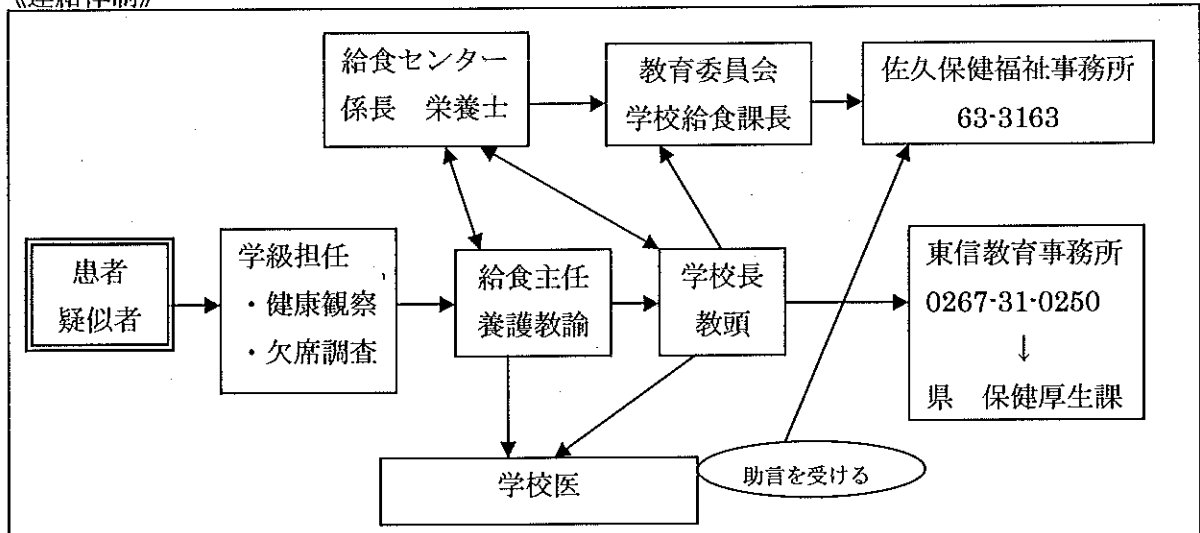 《連絡体制》
給食センター
係長　栄養士
教育委員会
学校給食課長
佐久保健福祉事務所
63-3163
患者
疑似者
学級担任
・健康観察
・欠席調査
給食主任
養護教諭
学校長
教頭
東信教育事務所
0267-31-0250
↓
県　保健厚生課
学校医
助言を受ける